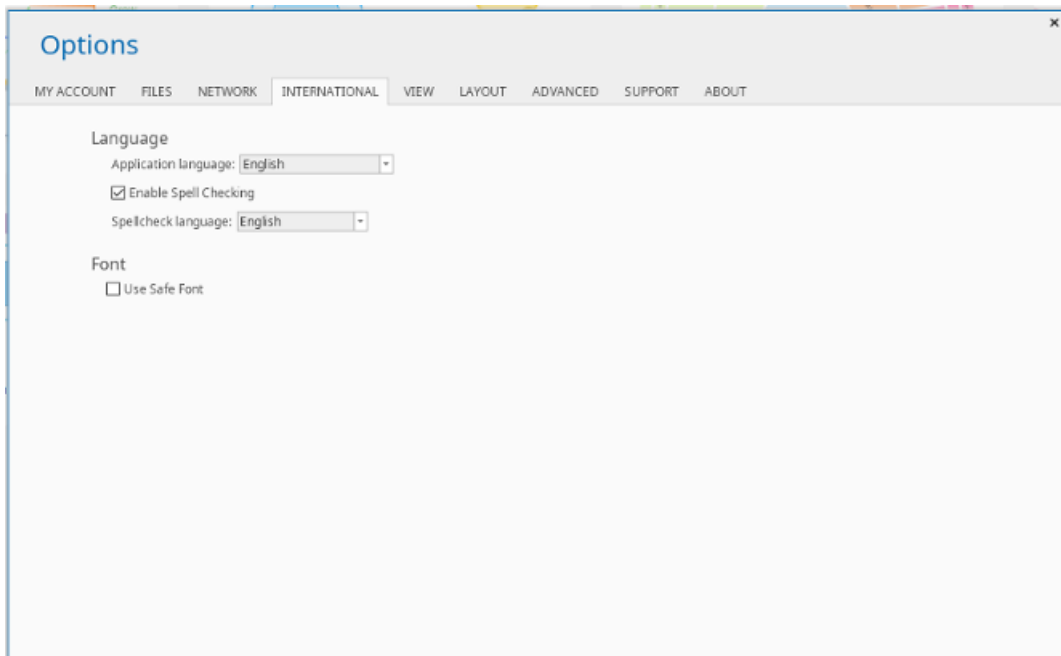 Options
MY ACCOUNT FILES NETWORK INTERNATIONAL VIEW LAYOUT ADVANCED SUPPORT ABOUT
Language
Application language: English
Enable Spell Checking
Spellcheck language: English
Font
Use Safe Font